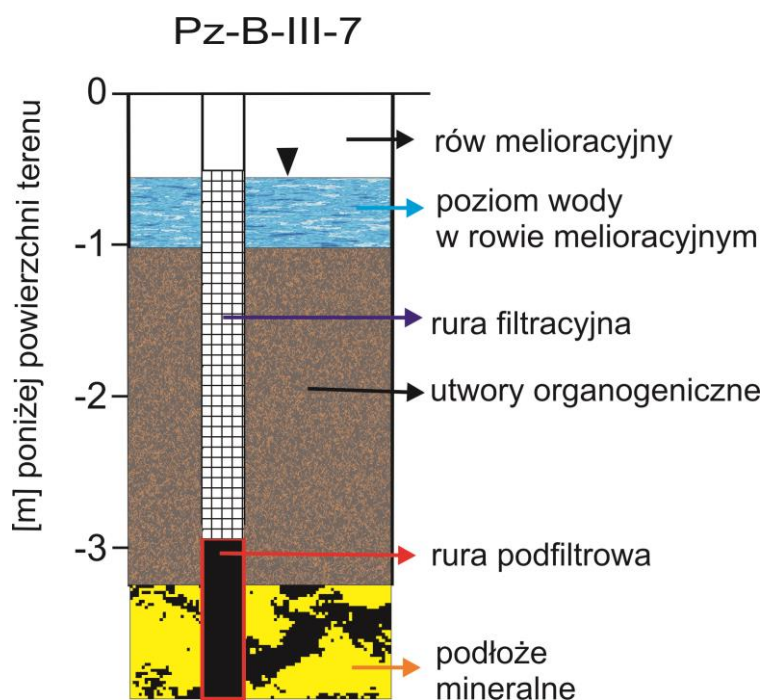 Pz-B-III-7
0
-1
-2
-3
[m] poniżej powierzchni terenu
rów melioracyjny
poziom wody
w rowie melioracyjnym
rura filtracyjna
utwory organogeniczne
rura podfiltrowa
podłoże
mineralne